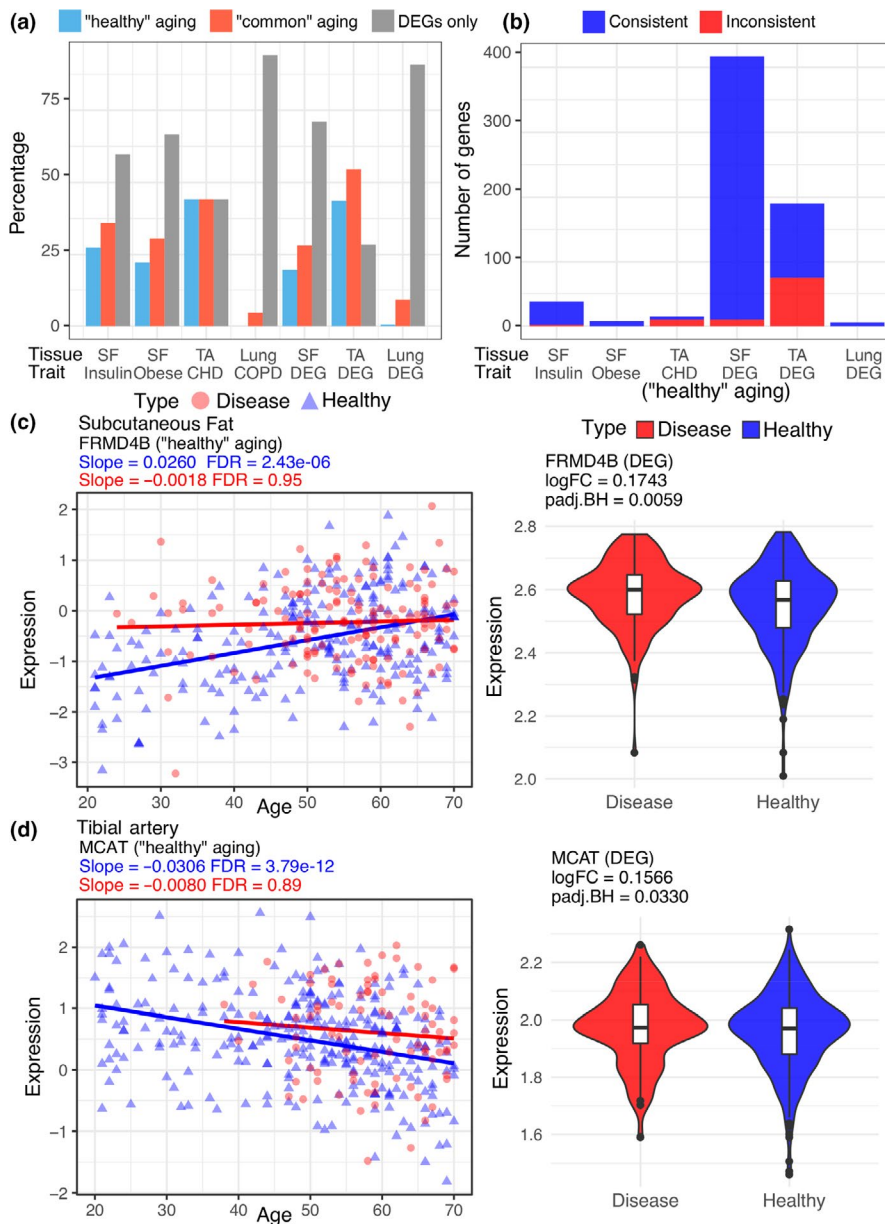 (a)
"healthy" aging "common" aging DEGs only
Percentage
75
50
25
0
Tissue SF SF TA Lung SF TA Lung
Trait Insulin Obese CHD COPD DEG DEG DEG
(b)
Consistent Inconsistent
Number of genes
400
300
200
100
0
Tissue SF SF TA SF TA Lung
Trait Insulin Obese CHD DEG DEG DEG
("healthy" aging)
Type Disease Healthy
(c)
Subcutaneous Fat
FRMD4B ("healthy" aging)
Slope = 0.0260 FDR = 2.43e-06
Slope = −0.0018 FDR = 0.95
Expression
2
1
0
−1
−2
−3
20 30 40 50 60 70
Age
Type Disease Healthy
FRMD4B (DEG)
logFC = 0.1743
padj.BH = 0.0059
Expression
2.8
2.6
2.4
2.2
2.0
Disease Healthy
(d)
Tibial artery
MCAT ("healthy" aging)
Slope = −0.0306 FDR = 3.79e-12
Slope = −0.0080 FDR = 0.89
Expression
2
1
0
−1
−2
20 30 40 50 60 70
Age
MCAT (DEG)
logFC = 0.1566
padj.BH = 0.0330
Expression
2.2
2.0
1.8
1.6
Disease Healthy